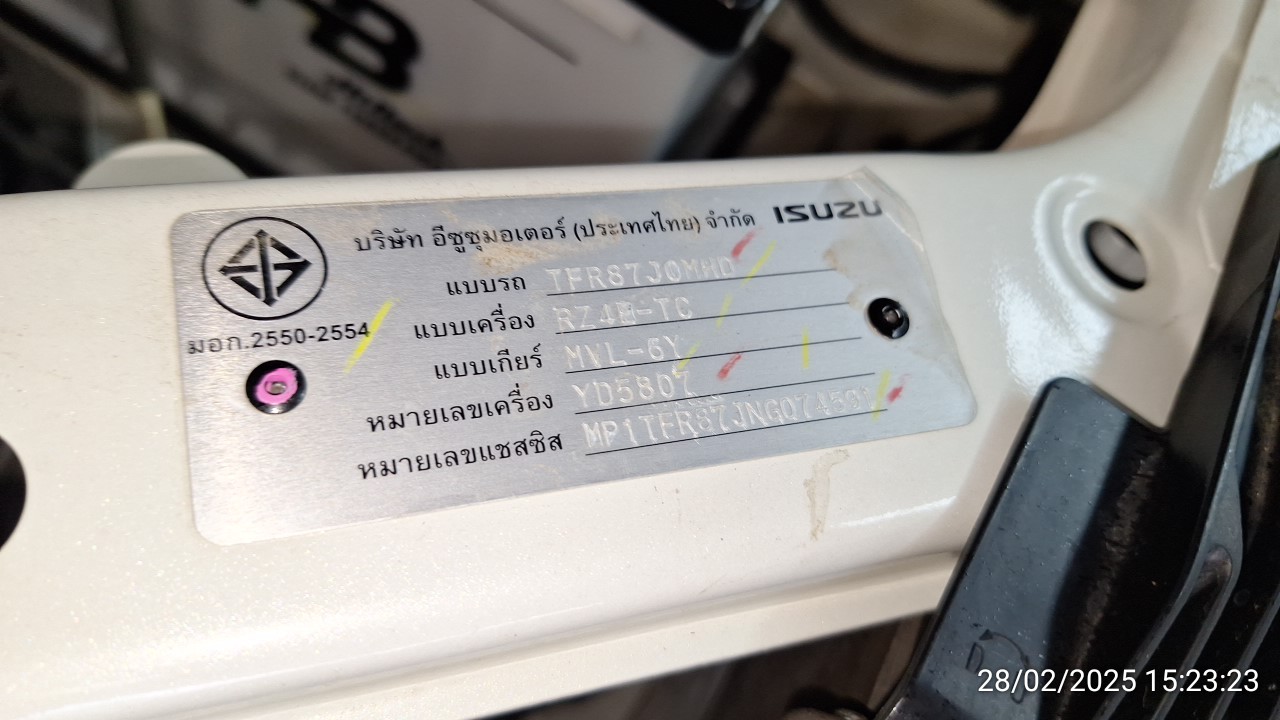 บริษัท อีซูซุมอเตอร์ (ประเทศไทย) จำกัด ISUZU
มอก.2550-2554
แบบรถ TFR87J0MHD
แบบเครื่อง RZ4E-TC
แบบเกียร์ MVL-6Y
หมายเลขเครื่อง YD5807
หมายเลขแชสซิส
28/02/2025 15:23:23